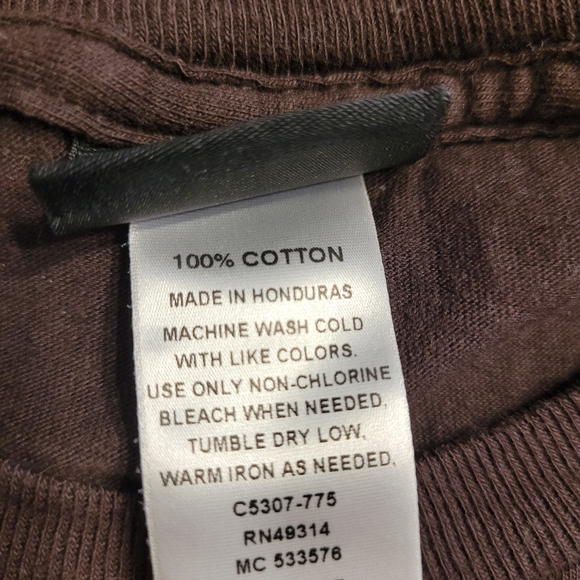 100% COTTON
MADE IN HONDURAS
MACHINE WASH COLD
WITH LIKE COLORS.
USE ONLY NON-CHLORINE
BLEACH WHEN NEEDED,
TUMBLE DRY LOW,
WARM IRON AS NEEDED,
C5307-775
RN49314
MC 533576